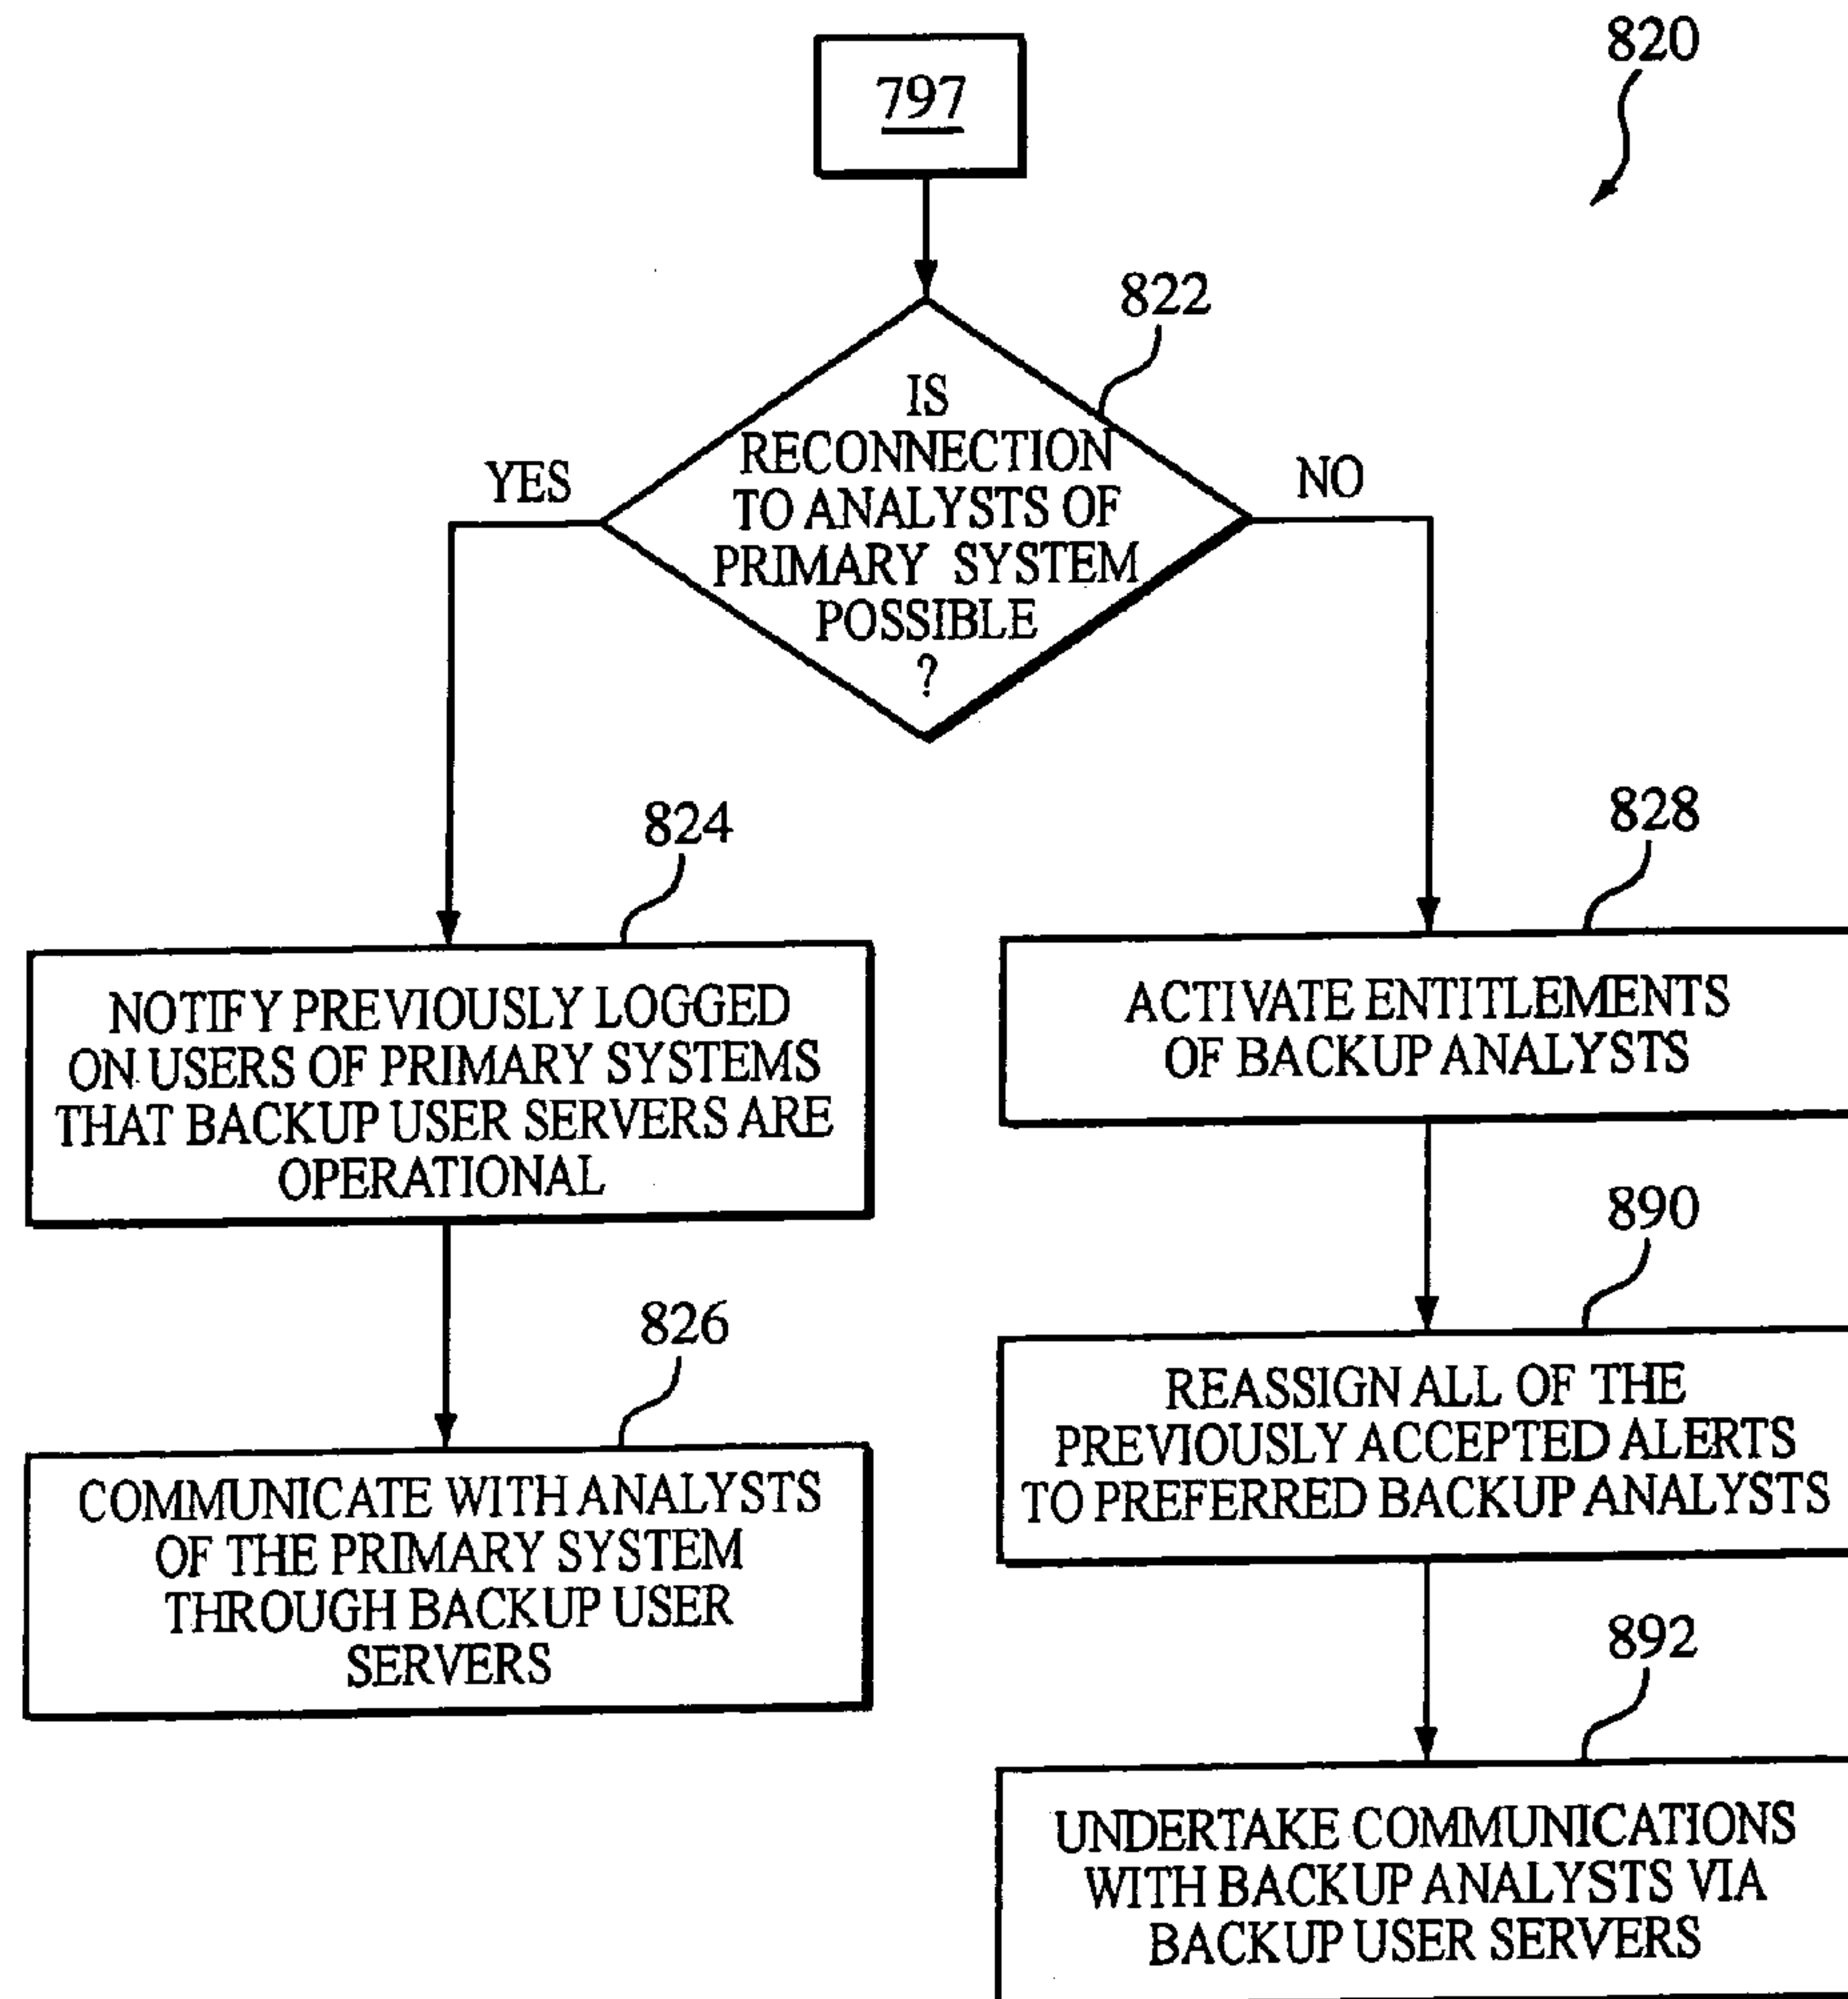 797
820
822
IS
RECONNECTION
TO ANALYSTS OF
PRIMARY SYSTEM
POSSIBLE
?
YES
NO
824
NOTIFY PREVIOUSLY LOGGED
ON USERS OF PRIMARY SYSTEMS
THAT BACKUP USER SERVERS ARE
OPERATIONAL
826
COMMUNICATE WITH ANALYSTS
OF THE PRIMARY SYSTEM
THROUGH BACKUP USER
SERVERS
828
ACTIVATE ENTITLEMENTS
OF BACKUP ANALYSTS
890
REASSIGN ALL OF THE
PREVIOUSLY ACCEPTED ALERTS
TO PREFERRED BACKUP ANALYSTS
892
UNDERTAKE COMMUNICATIONS
WITH BACKUP ANALYSTS VIA
BACKUP USER SERVERS